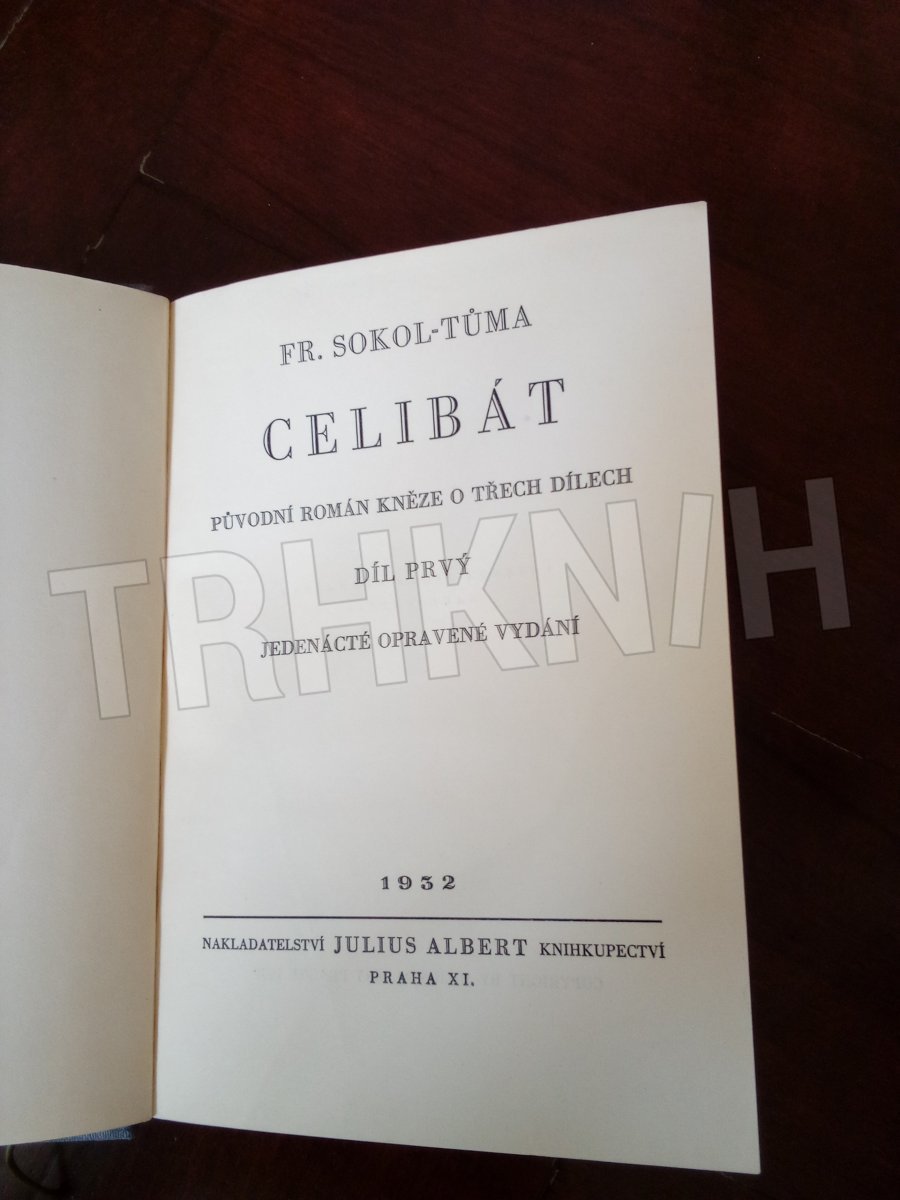 FR. SOKOL-TŮMA
CELIBÁT
PŮVODNÍ ROMÁN KNĚZE O TŘECH DÍLECH
DÍL PRVÝ
JEDENÁCTÉ OPRAVENÉ VYDÁNÍ
TRHKNIH
1932
NAKLADATELSTVÍ JULIUS ALBERT KNIHKUPECTVÍ
PRAHA XI.